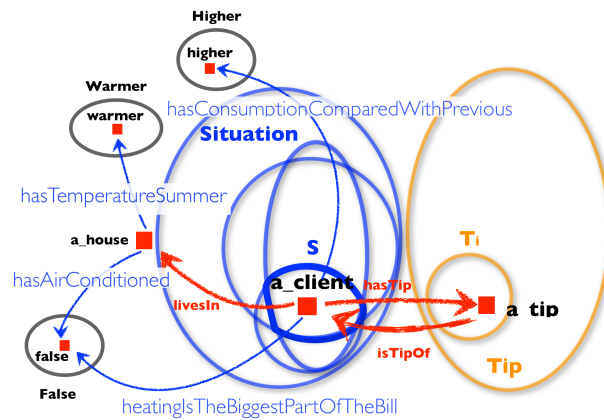 Higher
higher
Warmer
warmer
hasConsumptionComparedWithPrevious
Situation
hasTemperatureSummer
a_house
S
Ti
hasAirConditioned
a_client
hasTip
livesIn
a_tip
isTipOf
false
Tip
False
heatingIsTheBiggestPartOfTheBill